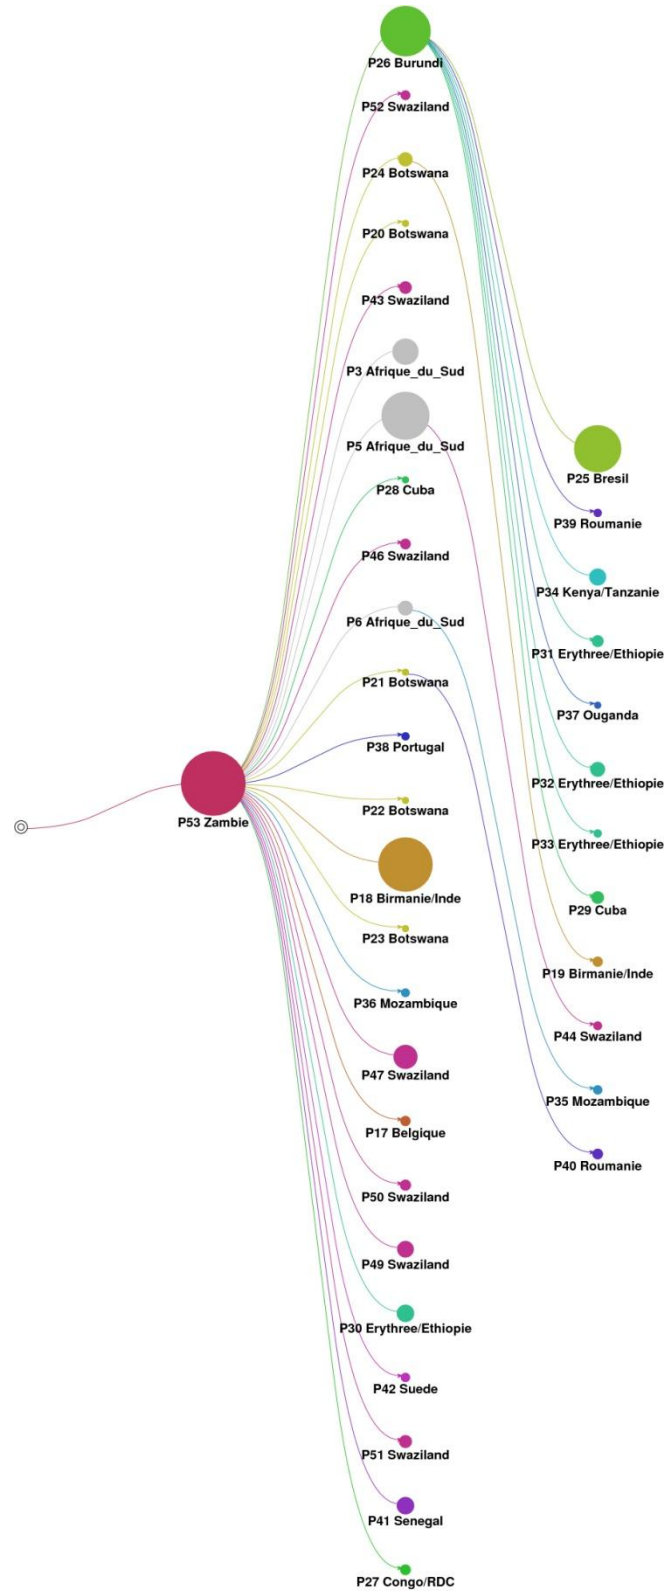 P26 Burundi
P52 Swaziland
P24 Botswana
P20 Botswana
P43 Swaziland
P3 Afrique_du_Sud
P5 Afrique_du_Sud
P25 Bresil
P28 Cuba
P39 Roumanie
P46 Swaziland
P34 Kenya/Tanzanie
P6 Afrique_du_Sud
P31 Erythree/Ethiopie
P21 Botswana
P37 Ouganda
P38 Portugal
P32 Erythree/Ethiopie
P53 Zambie
P22 Botswana
P33 Erythree/Ethiopie
P18 Birmanie/Inde
P29 Cuba
P23 Botswana
P19 Birmanie/Inde
P36 Mozambique
P44 Swaziland
P47 Swaziland
P35 Mozambique
P17 Belgique
P40 Roumanie
P50 Swaziland
P49 Swaziland
P30 Erythree/Ethiopie
P42 Suede
P51 Swaziland
P41 Senegal
P27 Congo/RDC